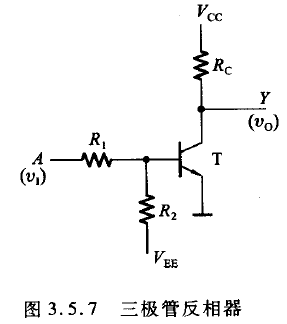 V_CC
R_C
Y
(v_O)
R_1
A
(v_I)
T
R_2
V_EE
图 3.5.7 三极管反相器